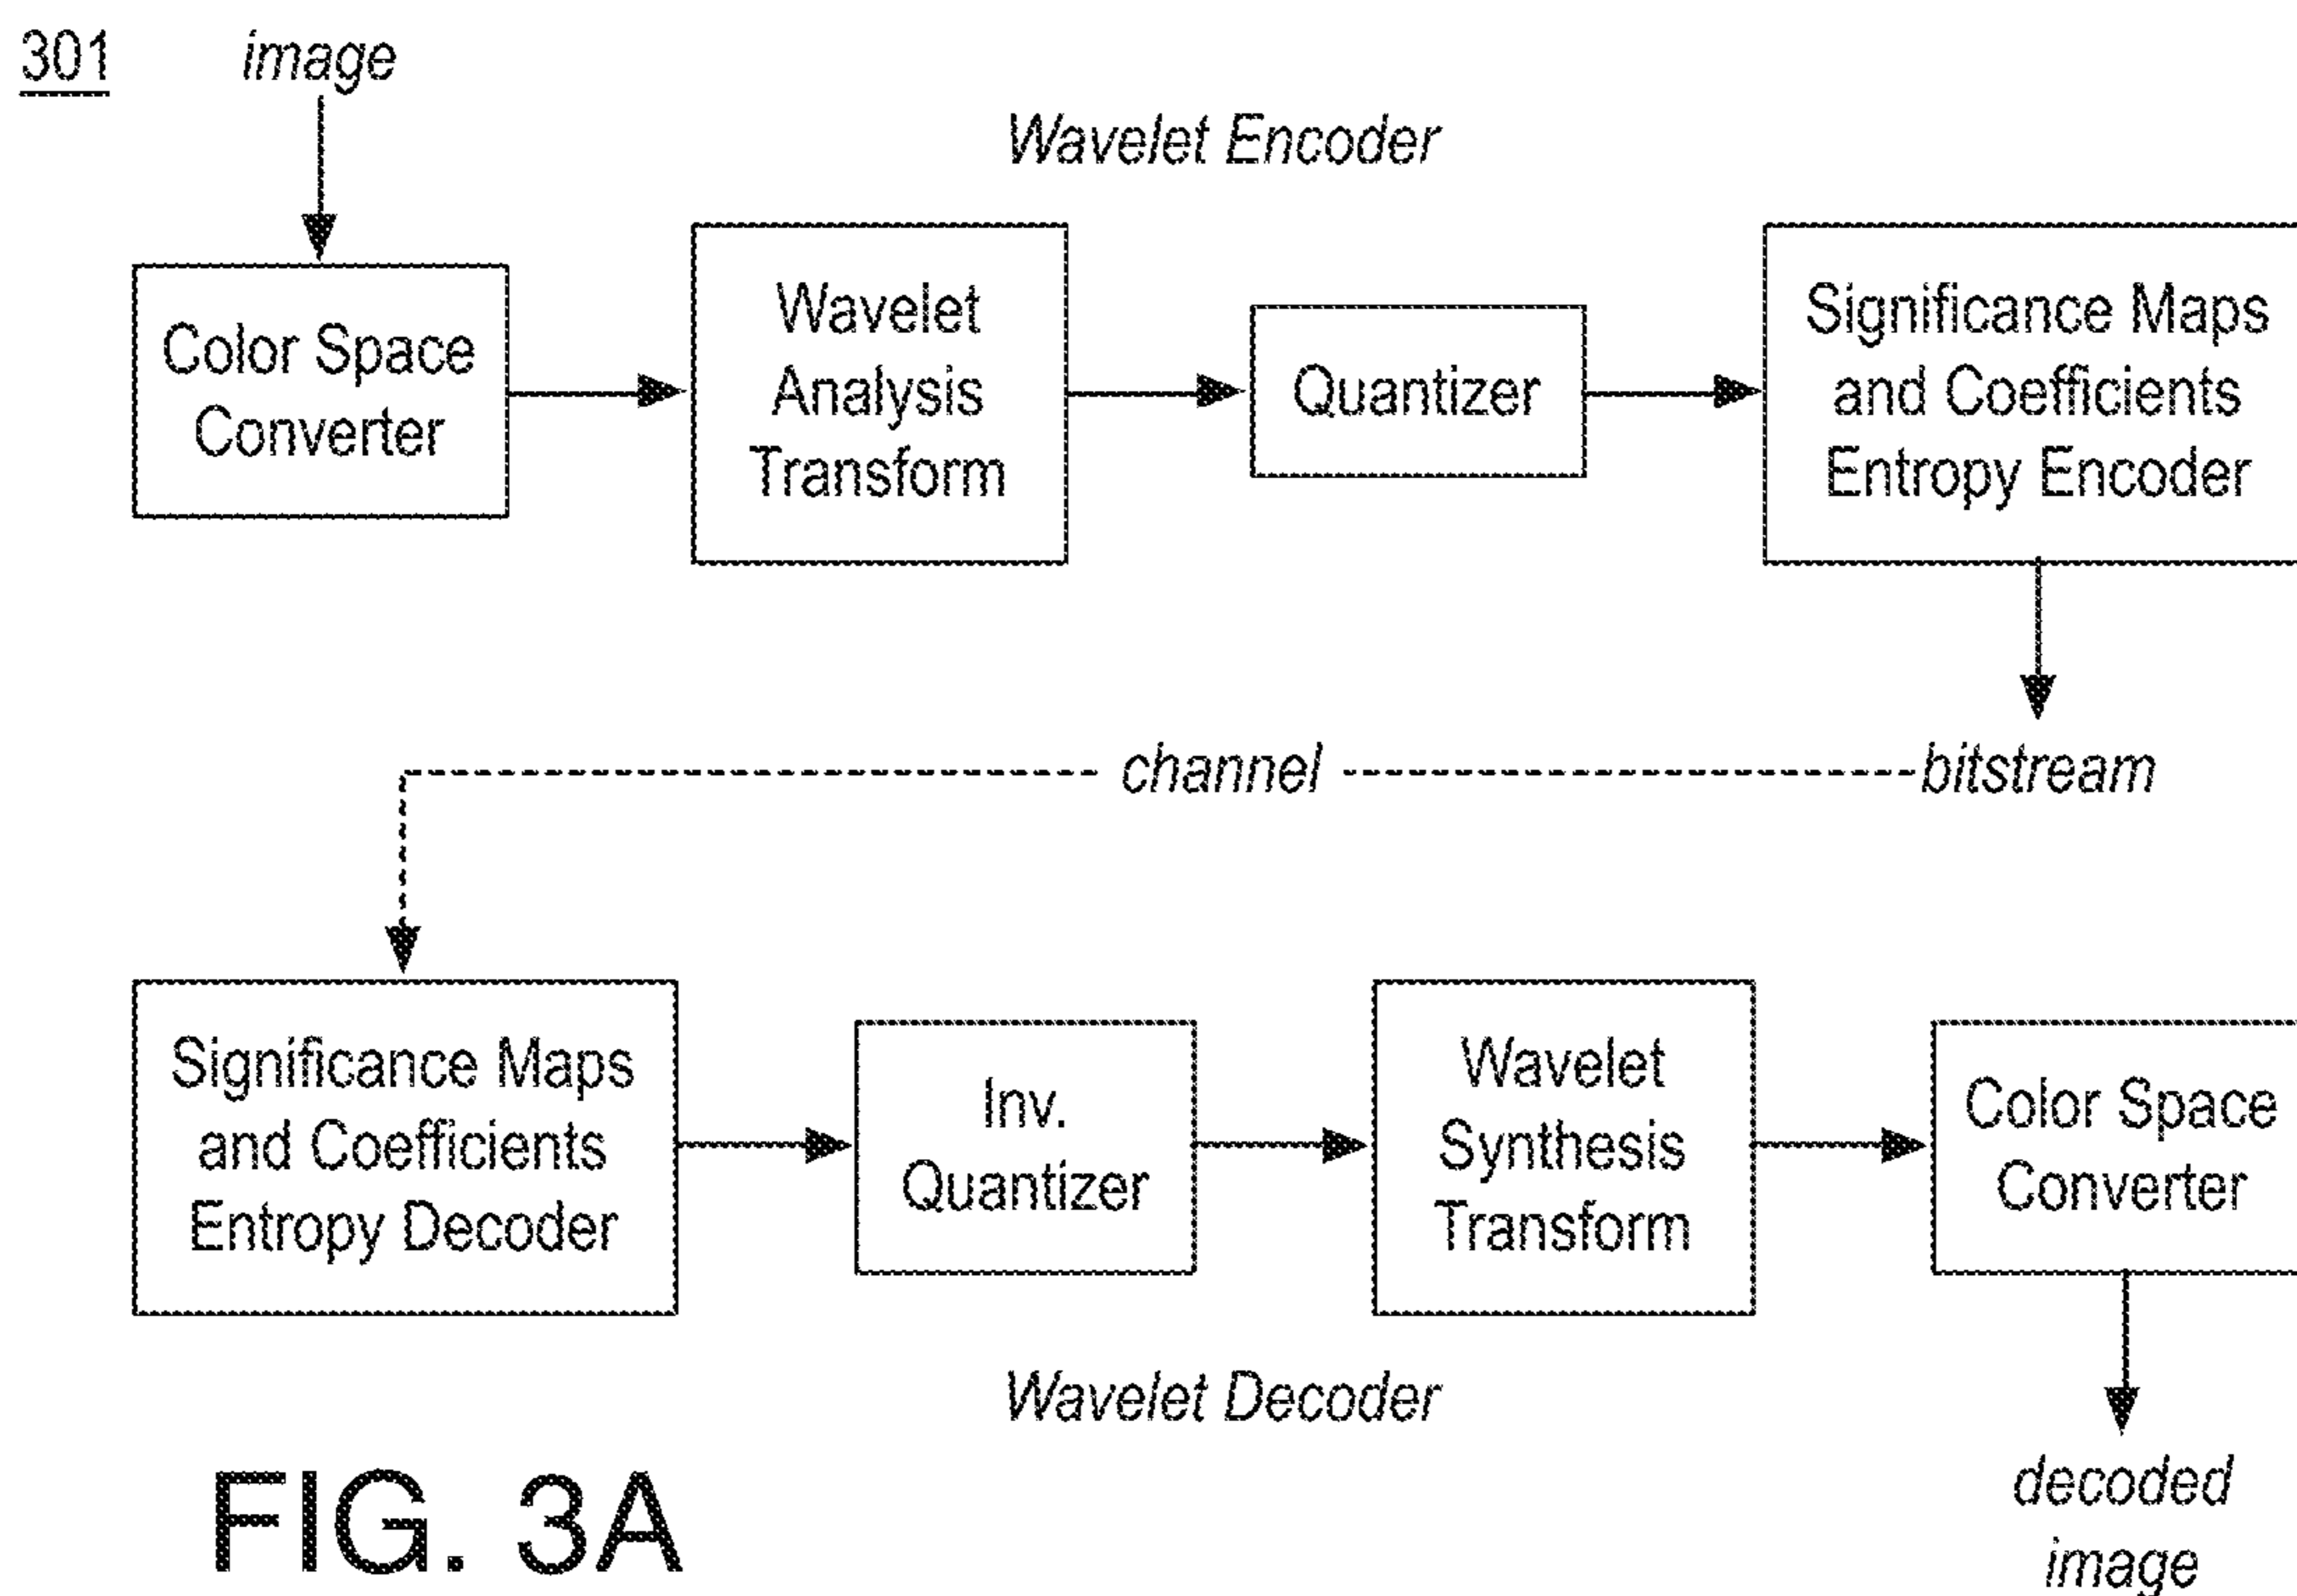 301
image
Wavelet Encoder
Color Space
Converter
Wavelet
Analysis
Transform
Quantizer
Significance Maps
and Coefficients
Entropy Encoder
channel
bitstream
Significance Maps
and Coefficients
Entropy Decoder
Inv.
Quantizer
Wavelet
Synthesis
Transform
Color Space
Converter
Wavelet Decoder
decoded
image
FIG. 3A